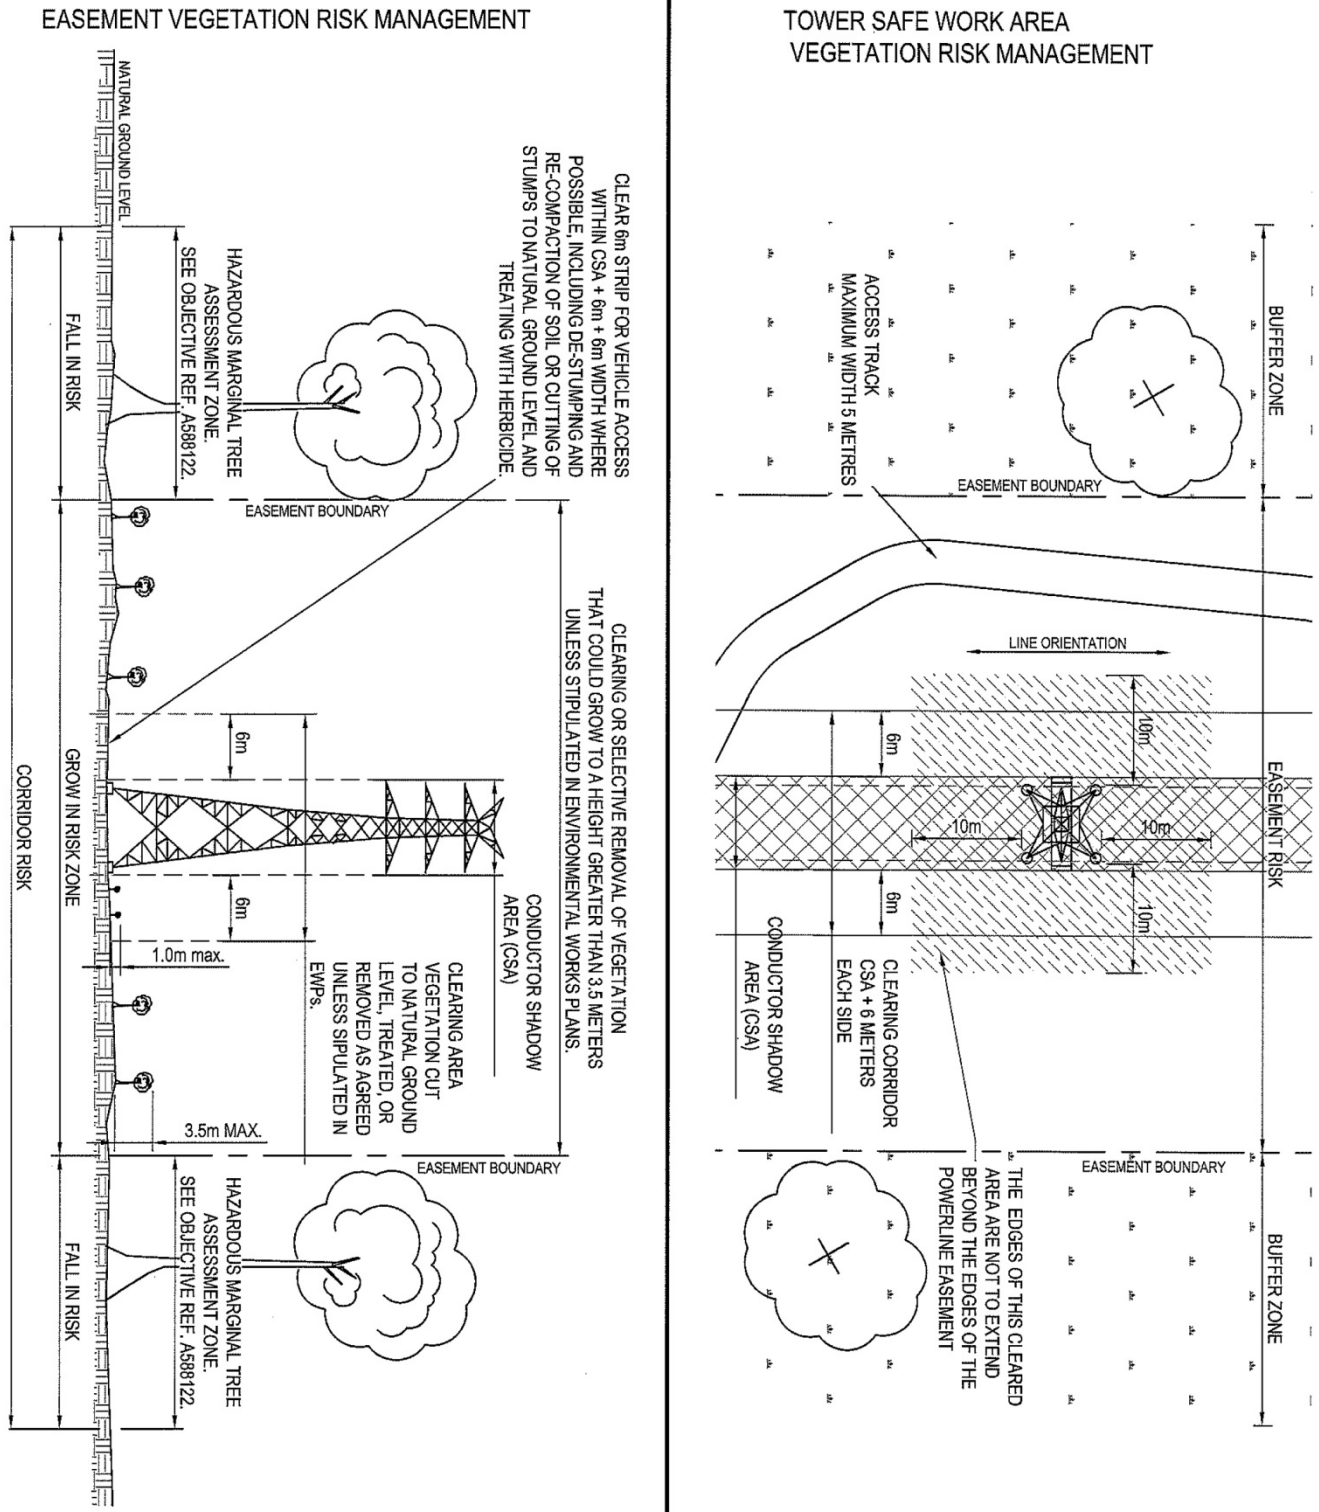 EASEMENT VEGETATION RISK MANAGEMENT
NATURAL GROUND LEVEL
CLEAR 6m STRIP FOR VEHICLE ACCESS
WITHIN CSA + 6m + 6m WIDTH WHERE
POSSIBLE, INCLUDING DE-STUMPING AND
RE-COMPACTION OF SOIL OR CUTTING OF
STUMPS TO NATURAL GROUND LEVEL AND
TREATING WITH HERBICIDE.
HAZARDOUS MARGINAL TREE
ASSESSMENT ZONE.
SEE OBJECTIVE REF. A588122.
FALL IN RISK
EASEMENT BOUNDARY
CLEARING OR SELECTIVE REMOVAL OF VEGETATION
THAT COULD GROW TO A HEIGHT GREATER THAN 3.5 METERS
UNLESS STIPULATED IN ENVIRONMENTAL WORKS PLANS.
6m
GROW IN RISK ZONE
CORRIDOR RISK
6m
CONDUCTOR SHADOW
AREA (CSA)
1.0m max.
CLEARING AREA
VEGETATION CUT
TO NATURAL GROUND
LEVEL, TREATED, OR
REMOVED AS AGREED
UNLESS SIPULATED IN
EWPs.
3.5m MAX.
EASEMENT BOUNDARY
HAZARDOUS MARGINAL TREE
ASSESSMENT ZONE.
SEE OBJECTIVE REF. A588122.
FALL IN RISK
TOWER SAFE WORK AREA
VEGETATION RISK MANAGEMENT
BUFFER ZONE
ACCESS TRACK
MAXIMUM WIDTH 5 METRES
EASEMENT BOUNDARY
LINE ORIENTATION
10m
6m
EASEMENT RISK
10m
10m
10m
6m
CLEARING CORRIDOR
CSA + 6 METERS
EACH SIDE
CONDUCTOR SHADOW
AREA (CSA)
EASEMENT BOUNDARY
THE EDGES OF THIS CLEARED
AREA ARE NOT TO EXTEND
BEYOND THE EDGES OF THE
POWERLINE EASEMENT
BUFFER ZONE